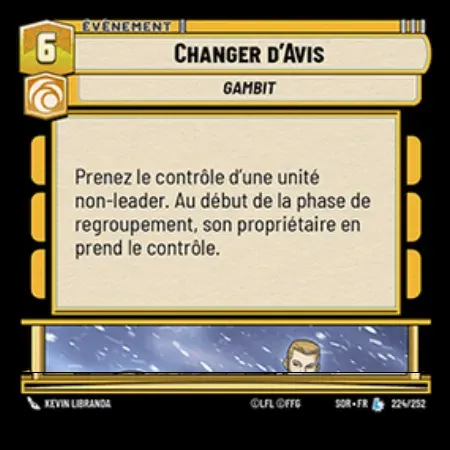 ÉVÉNEMENT
6
CHANGER D'AVIS
GAMBIT
Prenez le contrôle d'une unité
non-leader. Au début de la phase de
regroupement, son propriétaire en
prend le contrôle.
KEVIN LIBRANDA ©LFL ©FFG SOR • FR 224/252